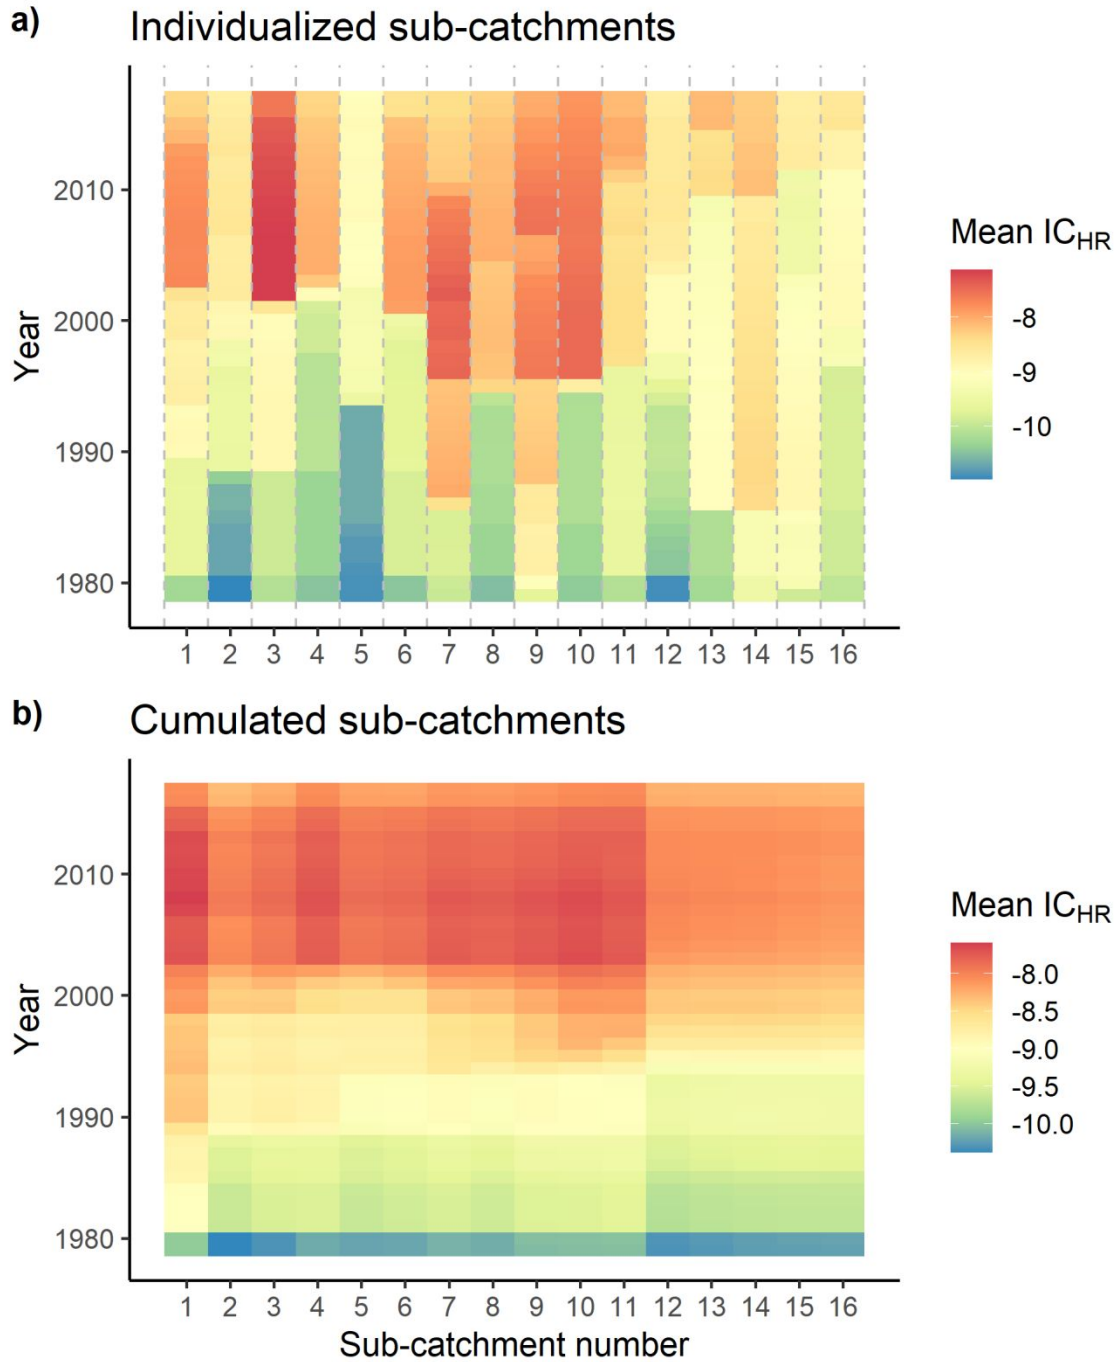 a) Individualized sub-catchments
Year
2010
2000
1990
1980
1 2 3 4 5 6 7 8 9 10 11 12 13 14 15 16
Mean IC_HR
-8
-9
-10
b) Cumulated sub-catchments
Year
2010
2000
1990
1980
1 2 3 4 5 6 7 8 9 10 11 12 13 14 15 16
Sub-catchment number
Mean IC_HR
-8.0
-8.5
-9.0
-9.5
-10.0